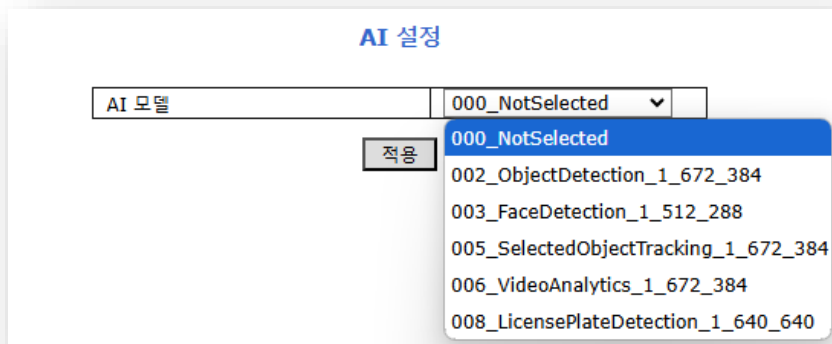 AI 설정
AI 모델 000_NotSelected
적용
000_NotSelected
002_ObjectDetection_1_672_384
003_FaceDetection_1_512_288
005_SelectedObjectTracking_1_672_384
006_VideoAnalytics_1_672_384
008_LicensePlateDetection_1_640_640